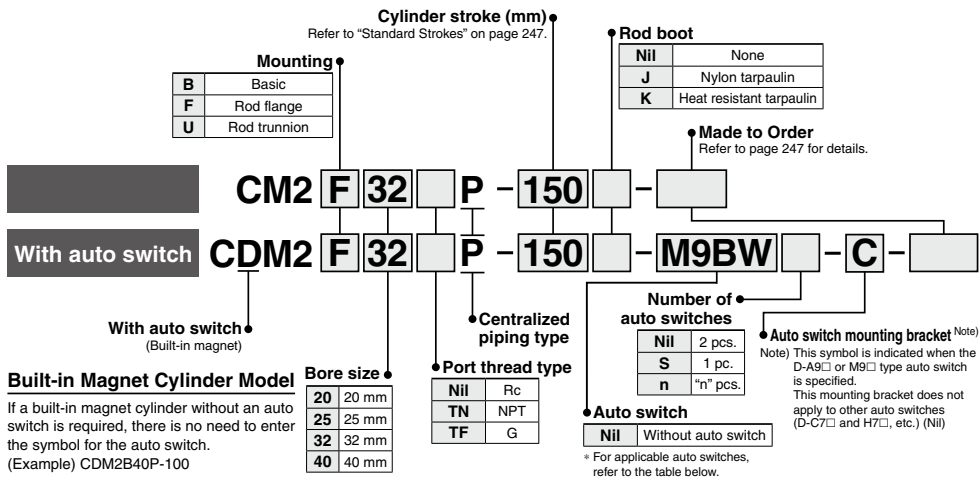 Cylinder stroke (mm)
Refer to "Standard Strokes" on page 247.
Mounting
B Basic
F Rod flange
U Rod trunnion
Rod boot
Nil None
J Nylon tarpaulin
K Heat resistant tarpaulin
Made to Order
Refer to page 247 for details.
CM2 F 32 P – 150 –
With auto switch CDM2 F 32 P – 150 – M9BW – C –
With auto switch
(Built-in magnet)
Built-in Magnet Cylinder Model
If a built-in magnet cylinder without an auto
switch is required, there is no need to enter
the symbol for the auto switch.
(Example) CDM2B40P-100
Bore size
20 20 mm
25 25 mm
32 32 mm
40 40 mm
Centralized
piping type
Port thread type
Nil Rc
TN NPT
TF G
Number of
auto switches
Nil 2 pcs.
S 1 pc.
n "n" pcs.
Auto switch
Nil Without auto switch
∗ For applicable auto switches,
refer to the table below.
Auto switch mounting bracket Note)
Note) This symbol is indicated when the
D-A9□ or M9□ type auto switch
is specified.
This mounting bracket does not
apply to other auto switches
(D-C7□ and H7□, etc.) (Nil)